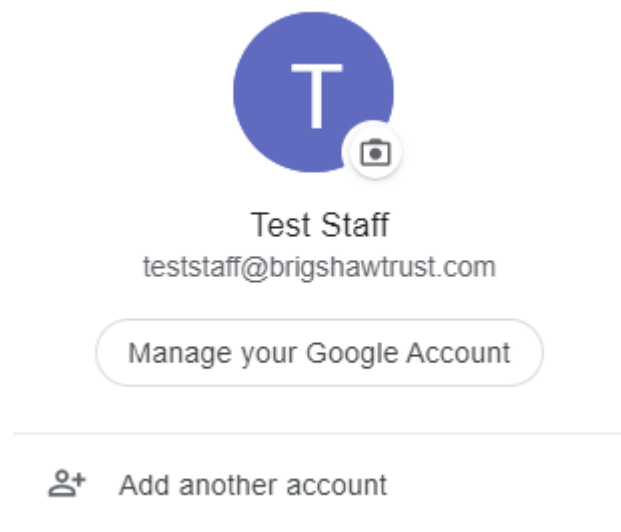 T
Test Staff
teststaff@brigshawtrust.com
Manage your Google Account
Add another account